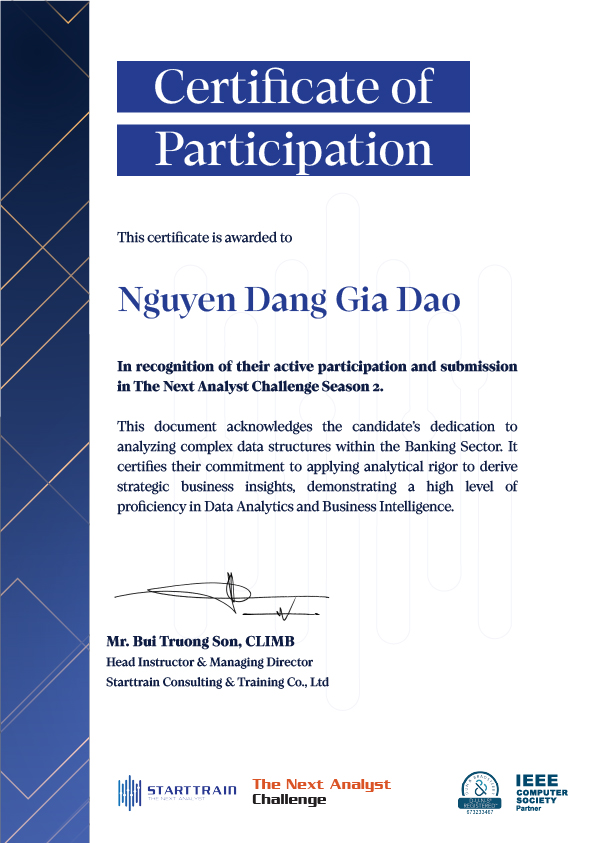 Certificate of
Participation
This certificate is awarded to
Nguyen Dang Gia Dao
In recognition of their active participation and submission
in The Next Analyst Challenge Season 2.
This document acknowledges the candidate's dedication to
analyzing complex data structures within the Banking Sector. It
certifies their commitment to applying analytical rigor to derive
strategic business insights, demonstrating a high level of
proficiency in Data Analytics and Business Intelligence.
Mr. Bui Truong Son, CLIMB
Head Instructor & Managing Director
Starttrain Consulting & Training Co., Ltd
STARTTRAIN
THE NEXT ANALYST
The Next Analyst
Challenge
D-U-N-S
REGISTERED™
673233467
IEEE
COMPUTER
SOCIETY
Partner